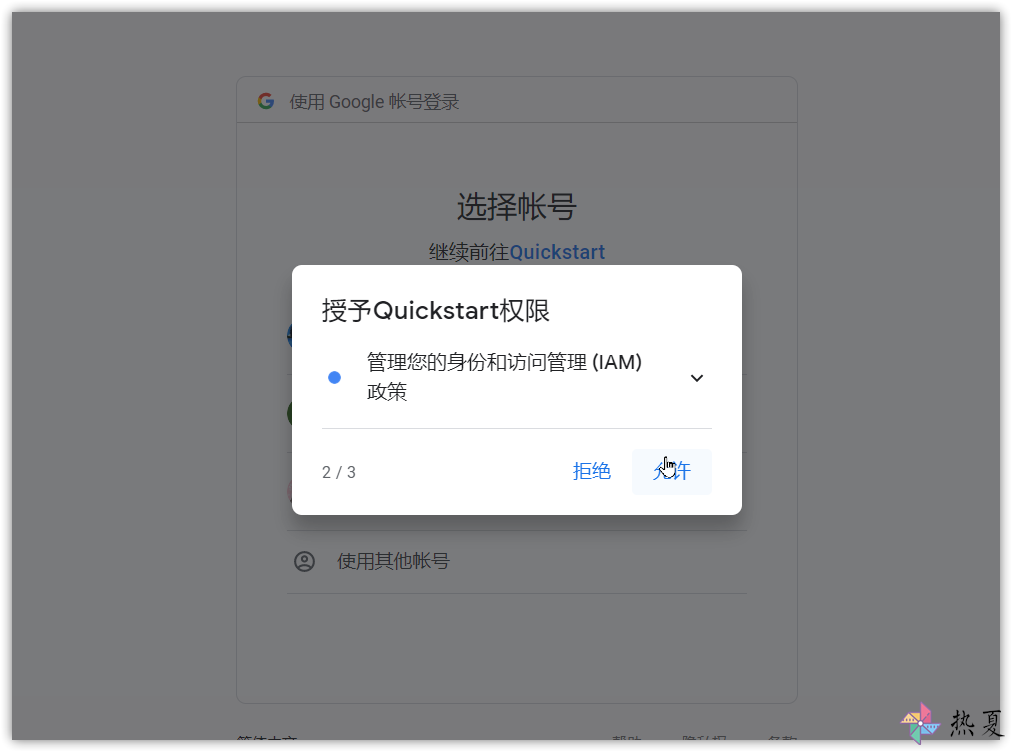 使用 Google 帐号登录
选择帐号
继续前往Quickstart
授予Quickstart权限
管理您的身份和访问管理 (IAM)
政策
2 / 3
拒绝
允许
使用其他帐号
热夏